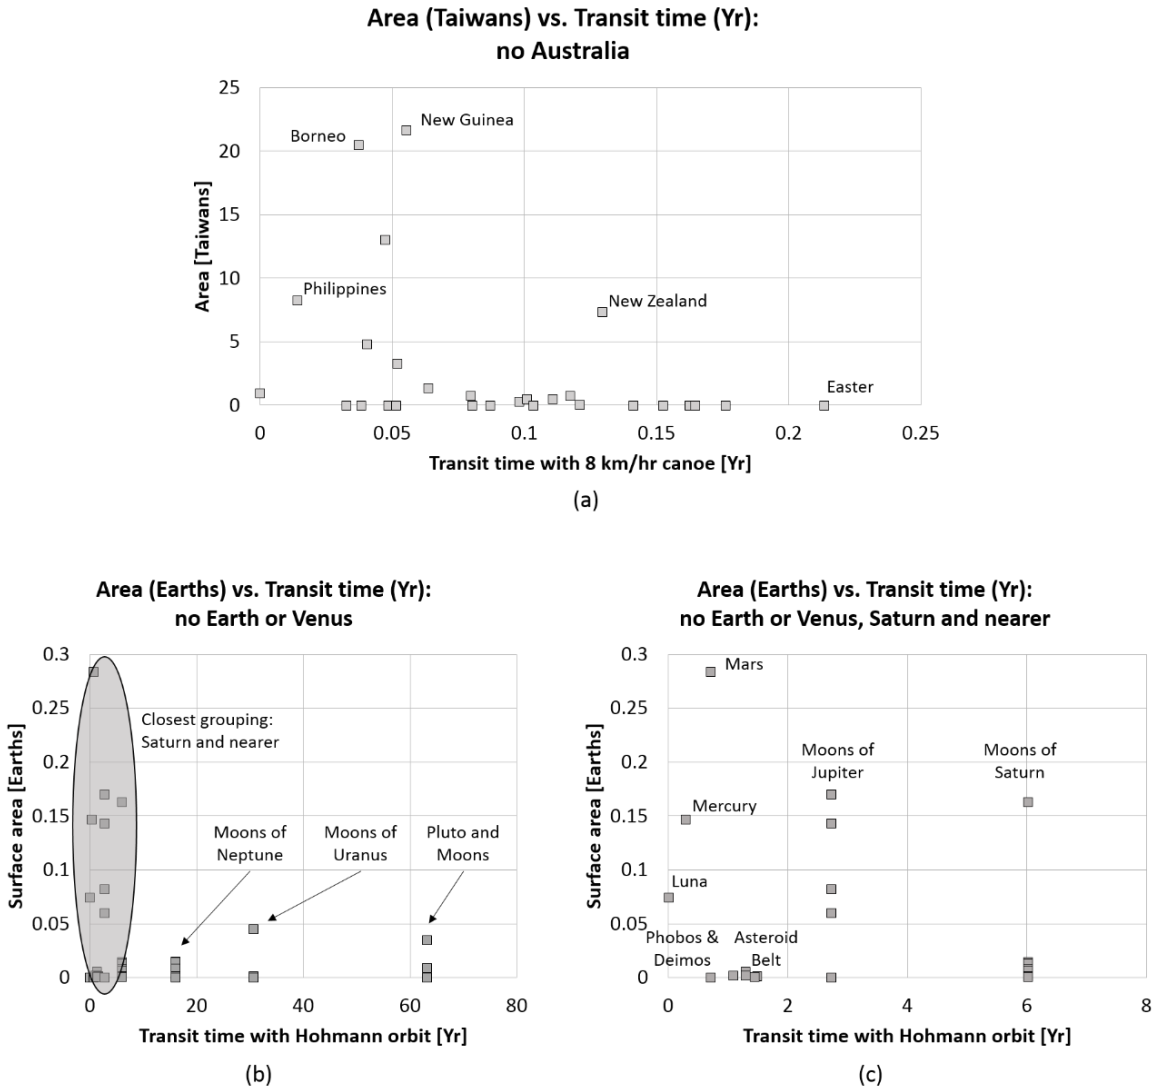 Area (Taiwans) vs. Transit time (Yr):
no Australia
25
20
15
10
5
0
Area [Taiwans]
Borneo
New Guinea
Philippines
New Zealand
Easter
0
0.05
0.1
0.15
0.2
0.25
Transit time with 8 km/hr canoe [Yr]
(a)
Area (Earths) vs. Transit time (Yr):
no Earth or Venus
0.3
0.25
0.2
0.15
0.1
0.05
0
Surface area [Earths]
Closest grouping:
Saturn and nearer
Moons of
Neptune
Moons of
Uranus
Pluto and
Moons
0
20
40
60
80
Transit time with Hohmann orbit [Yr]
(b)
Area (Earths) vs. Transit time (Yr):
no Earth or Venus, Saturn and nearer
0.3
0.25
0.2
0.15
0.1
0.05
0
Surface area [Earths]
Mars
Moons of
Jupiter
Moons of
Saturn
Mercury
Luna
Phobos &
Deimos
Asteroid
Belt
0
2
4
6
8
Transit time with Hohmann orbit [Yr]
(c)